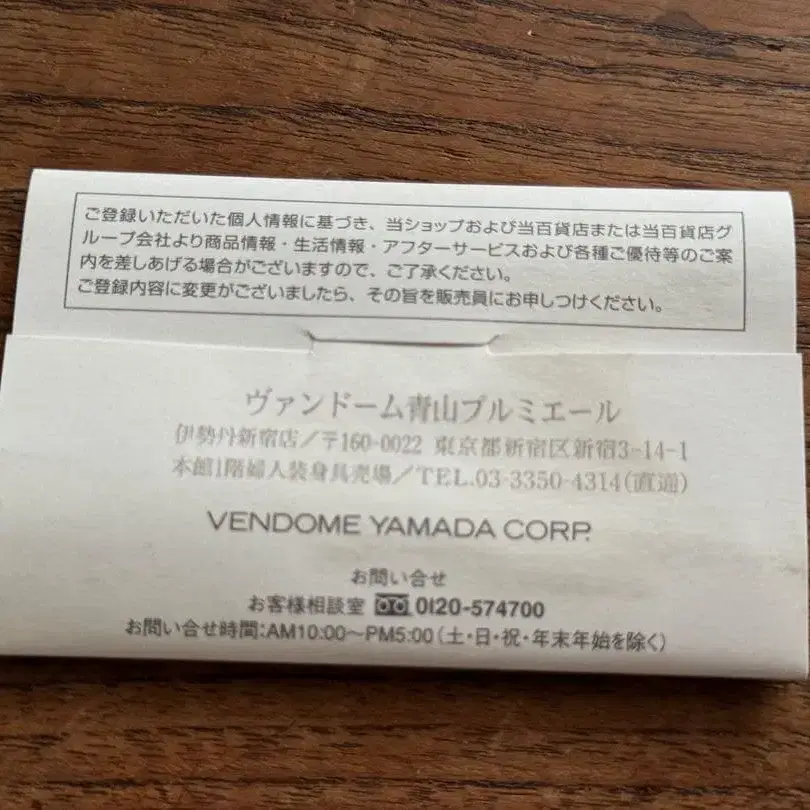 ご登録いただいた個人情報に基づき、当ショップおよび当百貨店または当百貨店グ
ループ会社より商品情報・生活情報・アフターサービスおよび各種ご優待等のご案
内を差しあげる場合がございますので、ご了承ください。
ご登録内容に変更がございましたら、その旨を販売員にお申しつけください。
ヴァンドーム青山プルミエール
伊勢丹新宿店/〒160-0022 東京都新宿区新宿3-14-1
本館1階婦人装身具売場/TEL.03-3350-4314(直通)
VENDOME YAMADA CORP.
お問い合せ
お客様相談室 0120-574700
お問い合せ時間:AM10:00〜PM5:00(土・日・祝・年末年始を除く)